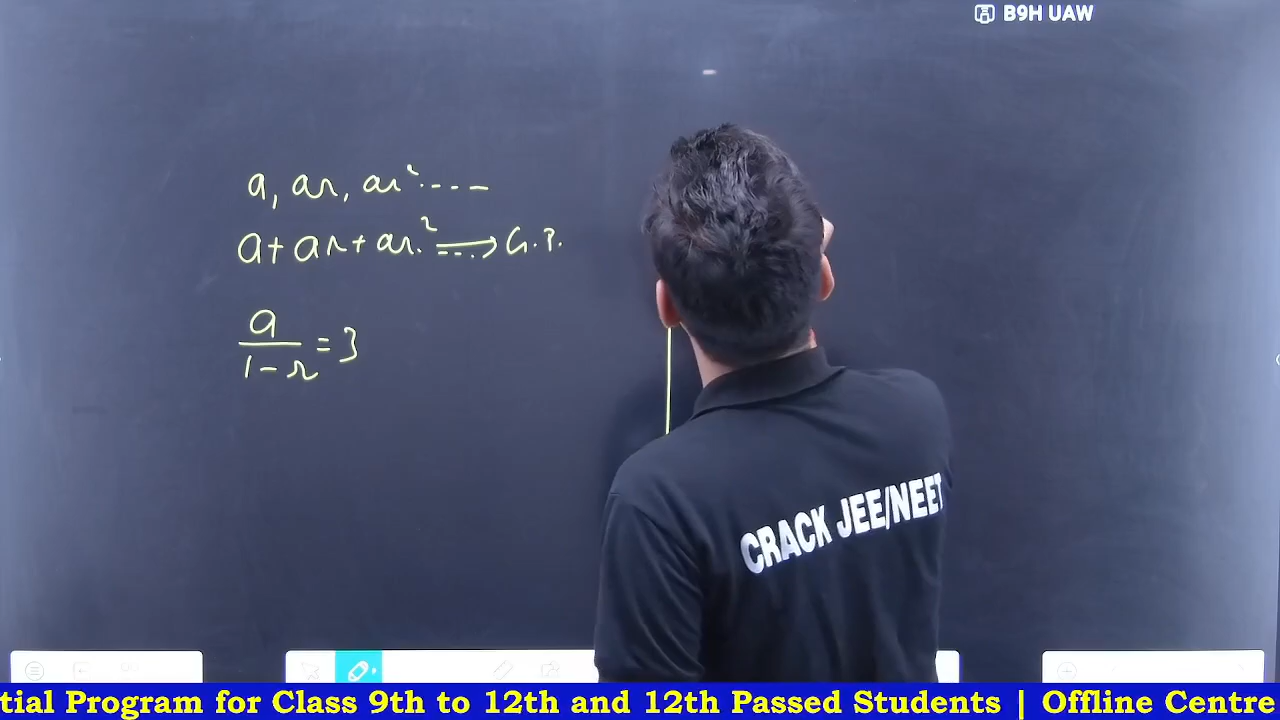 B9H UAW
a, ar, ar²....--
a+ar+ar².²...→G.P.
a/1-r=3
CRACK JEE/NEET
tial Program for Class 9th to 12th and 12th Passed Students | Offline Centre